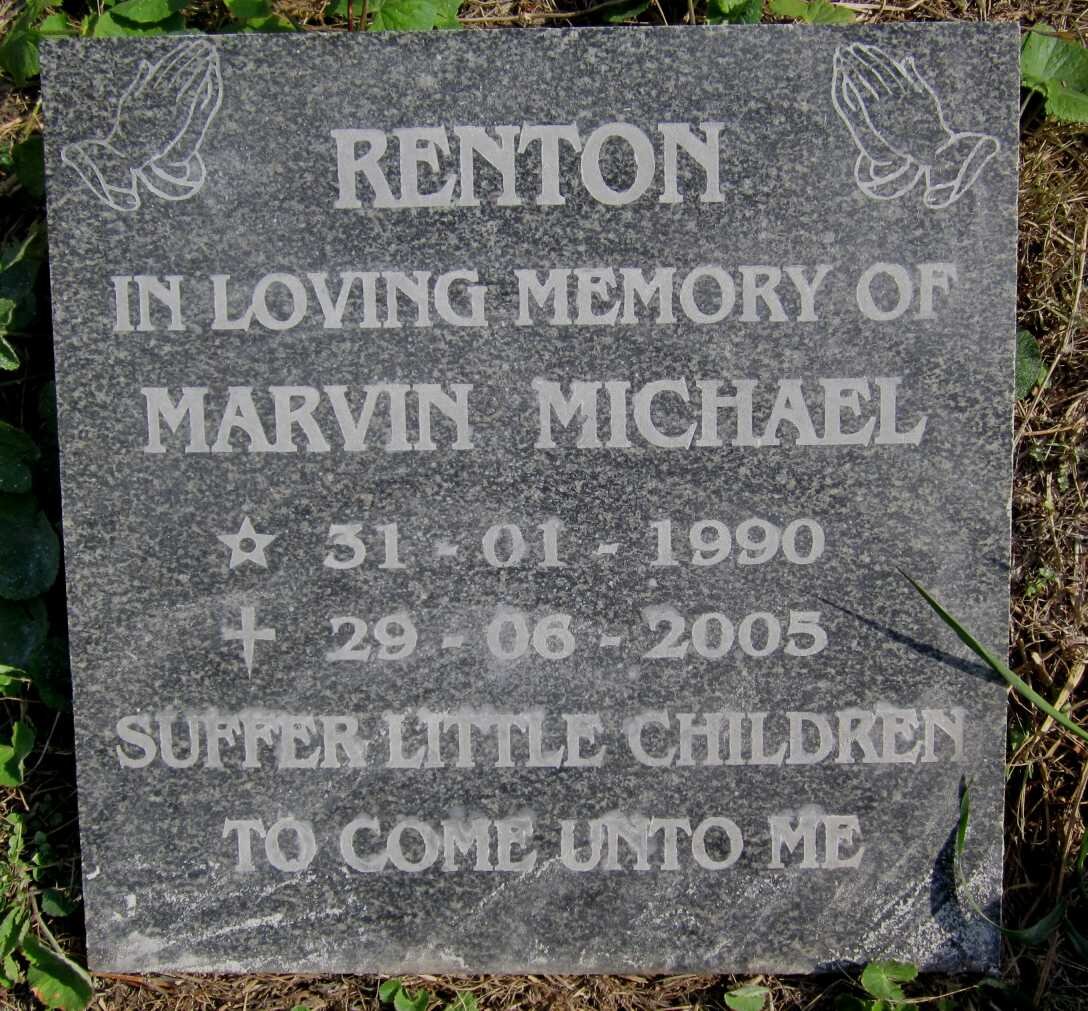 RENTON
IN LOVING MEMORY OF
MARVIN MICHAEL
31 - 01 - 1990
29 - 06 - 2005
SUFFER LITTLE CHILDREN
TO COME UNTO ME